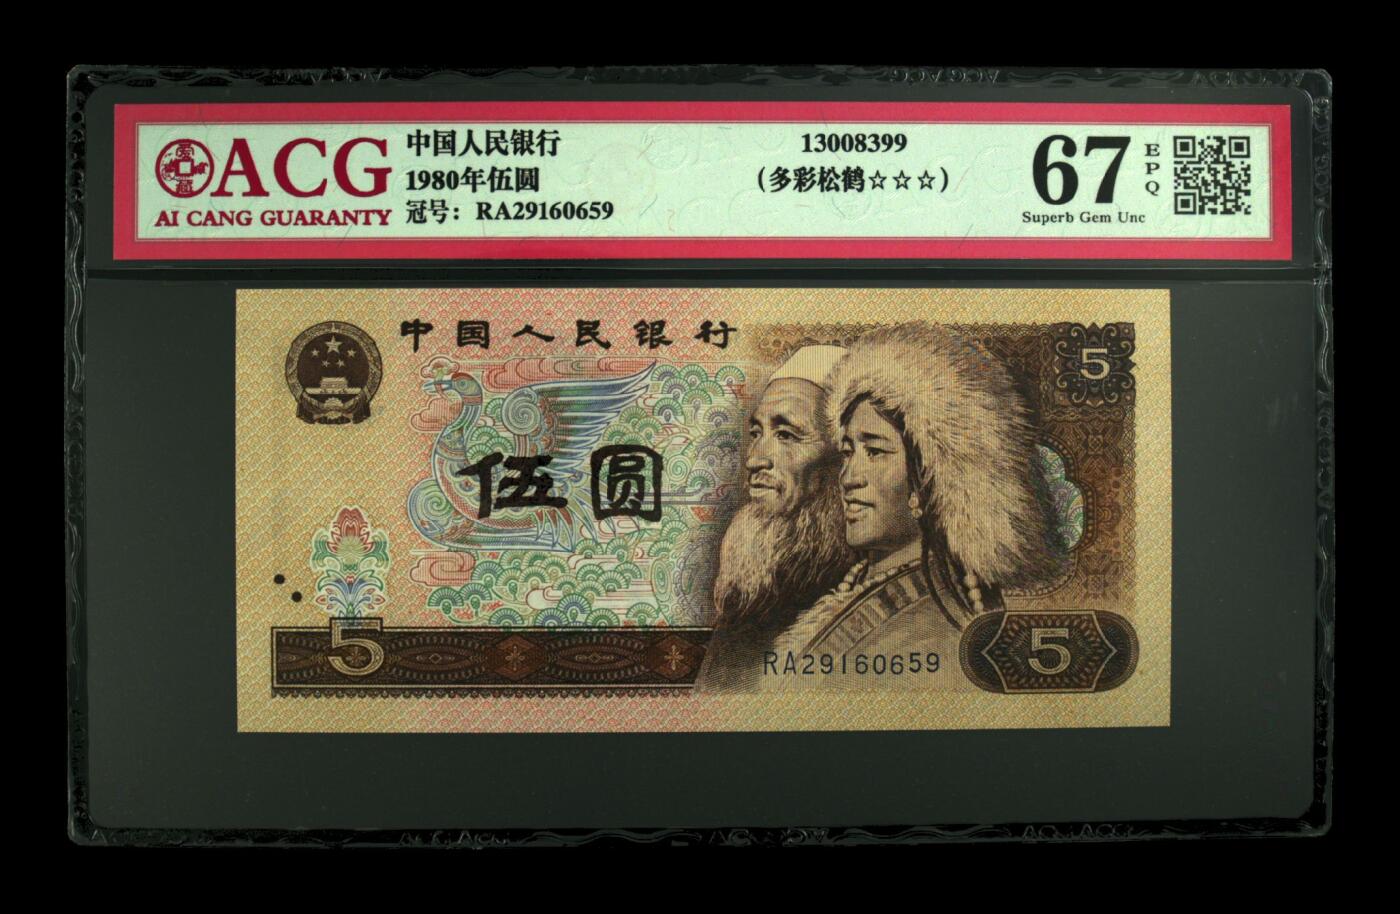 ACG
AI CANG GUARANTY
中国人民银行
1980年伍圆
冠号：RA29160659
13008399
（多彩松鹤☆☆☆）
67
EPQ
Superb Gem Unc
中国人民银行
5
伍圆
5
RA29160659
5